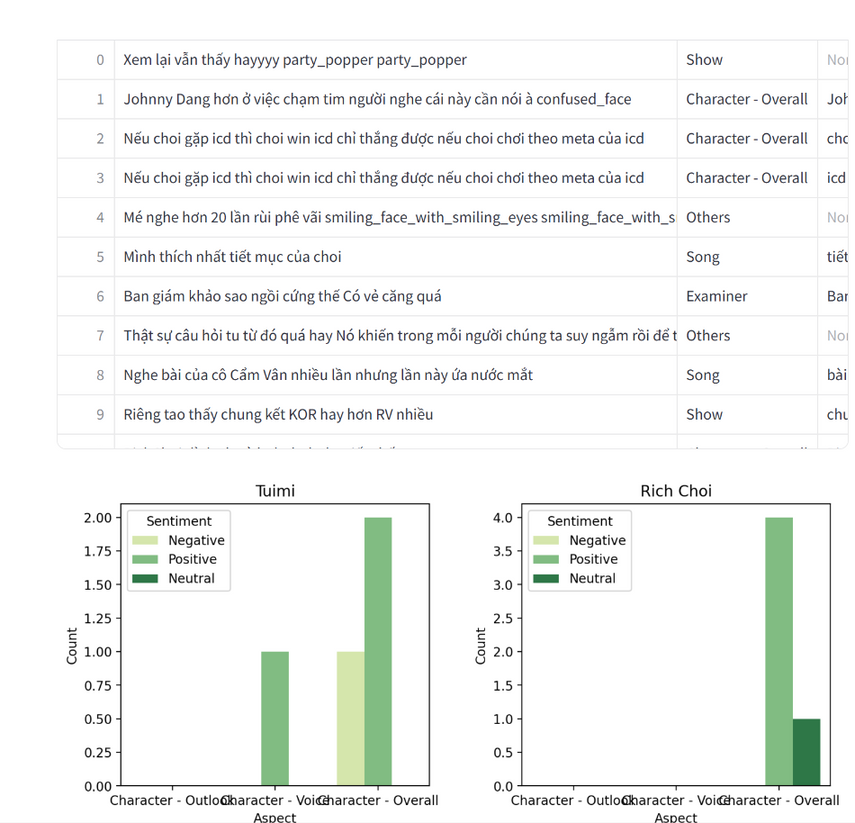 0 Xem lại vẫn thấy hayyyy party_popper party_popper Show
1 Johnny Dang hơn ở việc chạm tim người nghe cái này cần nói à confused_face Character - Overall
2 Nếu choi gặp icd thì choi win icd chỉ thắng được nếu choi chơi theo meta của icd Character - Overall
3 Nếu choi gặp icd thì choi win icd chỉ thắng được nếu choi chơi theo meta của icd Character - Overall icd
4 Mé nghe hơn 20 lần rùi phê vãi smiling_face_with_smiling_eyes smiling_face_with_s Others
5 Mình thích nhất tiết mục của choi Song tiết
6 Ban giám khảo sao ngồi cứng thế Có vẻ căng quá Examiner Ban
7 Thật sự câu hỏi tu từ đó quá hay Nó khiến trong mỗi người chúng ta suy ngẫm rồi để t Others
8 Nghe bài của cô Cẩm Vân nhiều lần nhưng lần này ứa nước mắt Song bài
9 Riêng tao thấy chung kết KOR hay hơn RV nhiều Show
Tuimi
Sentiment
Negative
Positive
Neutral
2.00
1.75
1.50
1.25
1.00
0.75
0.50
0.25
0.00
Count
Character - Outlook Character - Voice Character - Overall
Aspect
Rich Choi
Sentiment
Negative
Positive
Neutral
4.0
3.5
3.0
2.5
2.0
1.5
1.0
0.5
0.0
Count
Character - Outlook Character - Voice Character - Overall
Aspect